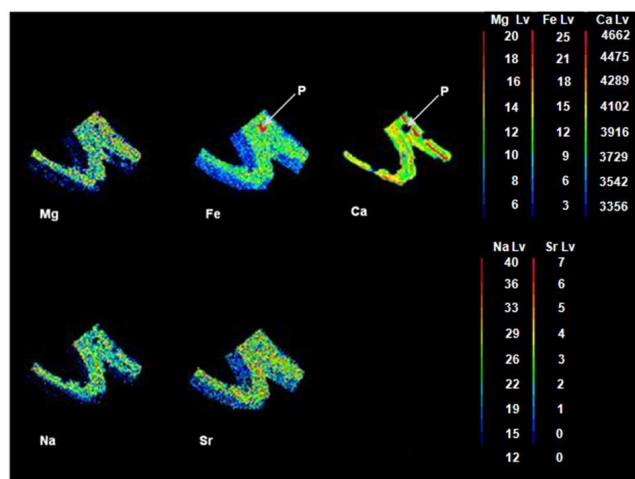 Mg Lv Fe Lv Ca Lv
20 25 4662
18 21 4475
16 18 4289
14 15 4102
12 12 3916
10 9 3729
8 6 3542
6 3 3356
P P
Mg Fe Ca
Na Lv Sr Lv
40 7
36 6
33 5
29 4
26 3
22 2
19 1
15 0
12 0
Na Sr